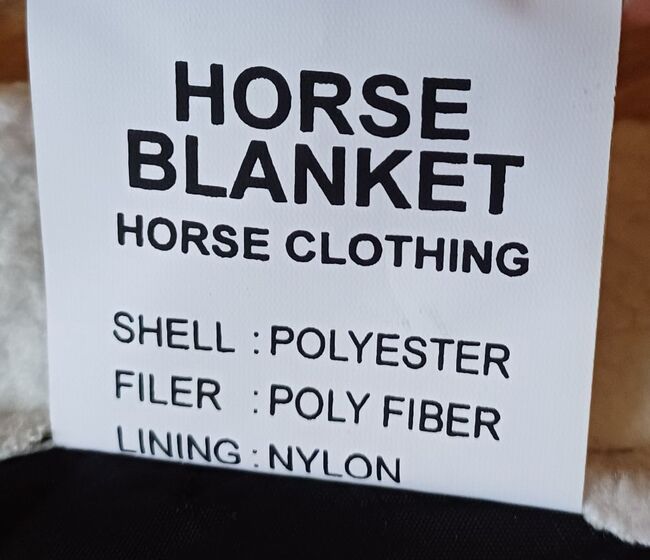 HORSE
BLANKET
HORSE CLOTHING
SHELL : POLYESTER
FILER : POLY FIBER
LINING : NYLON